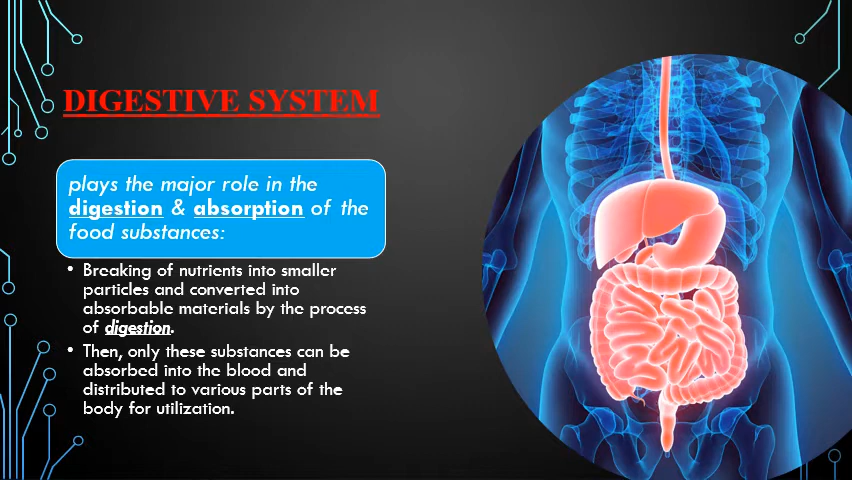 DIGESTIVE SYSTEM
plays the major role in the
digestion & absorption of the
food substances:
• Breaking of nutrients into smaller
particles and converted into
absorbable materials by the process
of digestion.
• Then, only these substances can be
absorbed into the blood and
distributed to various parts of the
body for utilization.